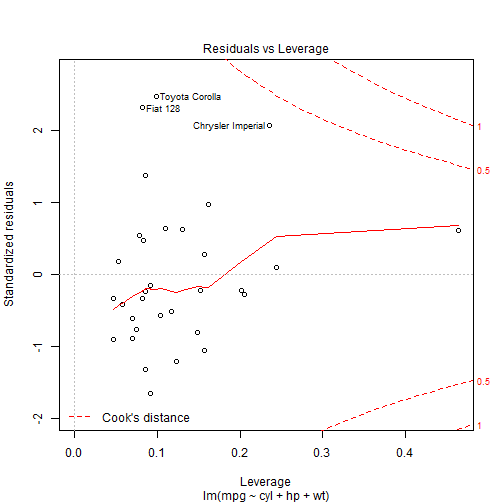 Residuals vs Leverage
Toyota Corolla
Fiat 128
Chrysler Imperial
1
0.5
0.5
1
2
1
0
-1
-2
Standardized residuals
Cook's distance
0.0 0.1 0.2 0.3 0.4
Leverage
lm(mpg ~ cyl + hp + wt)